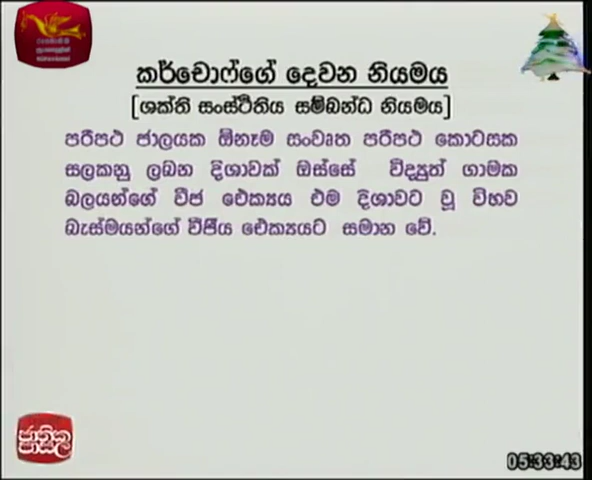 කර්චොෆ්ගේ දෙවන නියමය
[ශක්ති සංස්ථිතිය සම්බන්ධ නියමය]
පරිපථ ජාලයක ඕනෑම සංවෘත පරිපථ කොටසක
සලකනු ලබන දිශාවක් ඔස්සේ විද්‍යුත් ගාමක
බලයන්ගේ වීජ ඓක්‍යය එම දිශාවට වූ විභව
බැස්මයන්ගේ වීජීය ඓක්‍යයට සමාන වේ.
ජාතික
පාසල
05:33:43